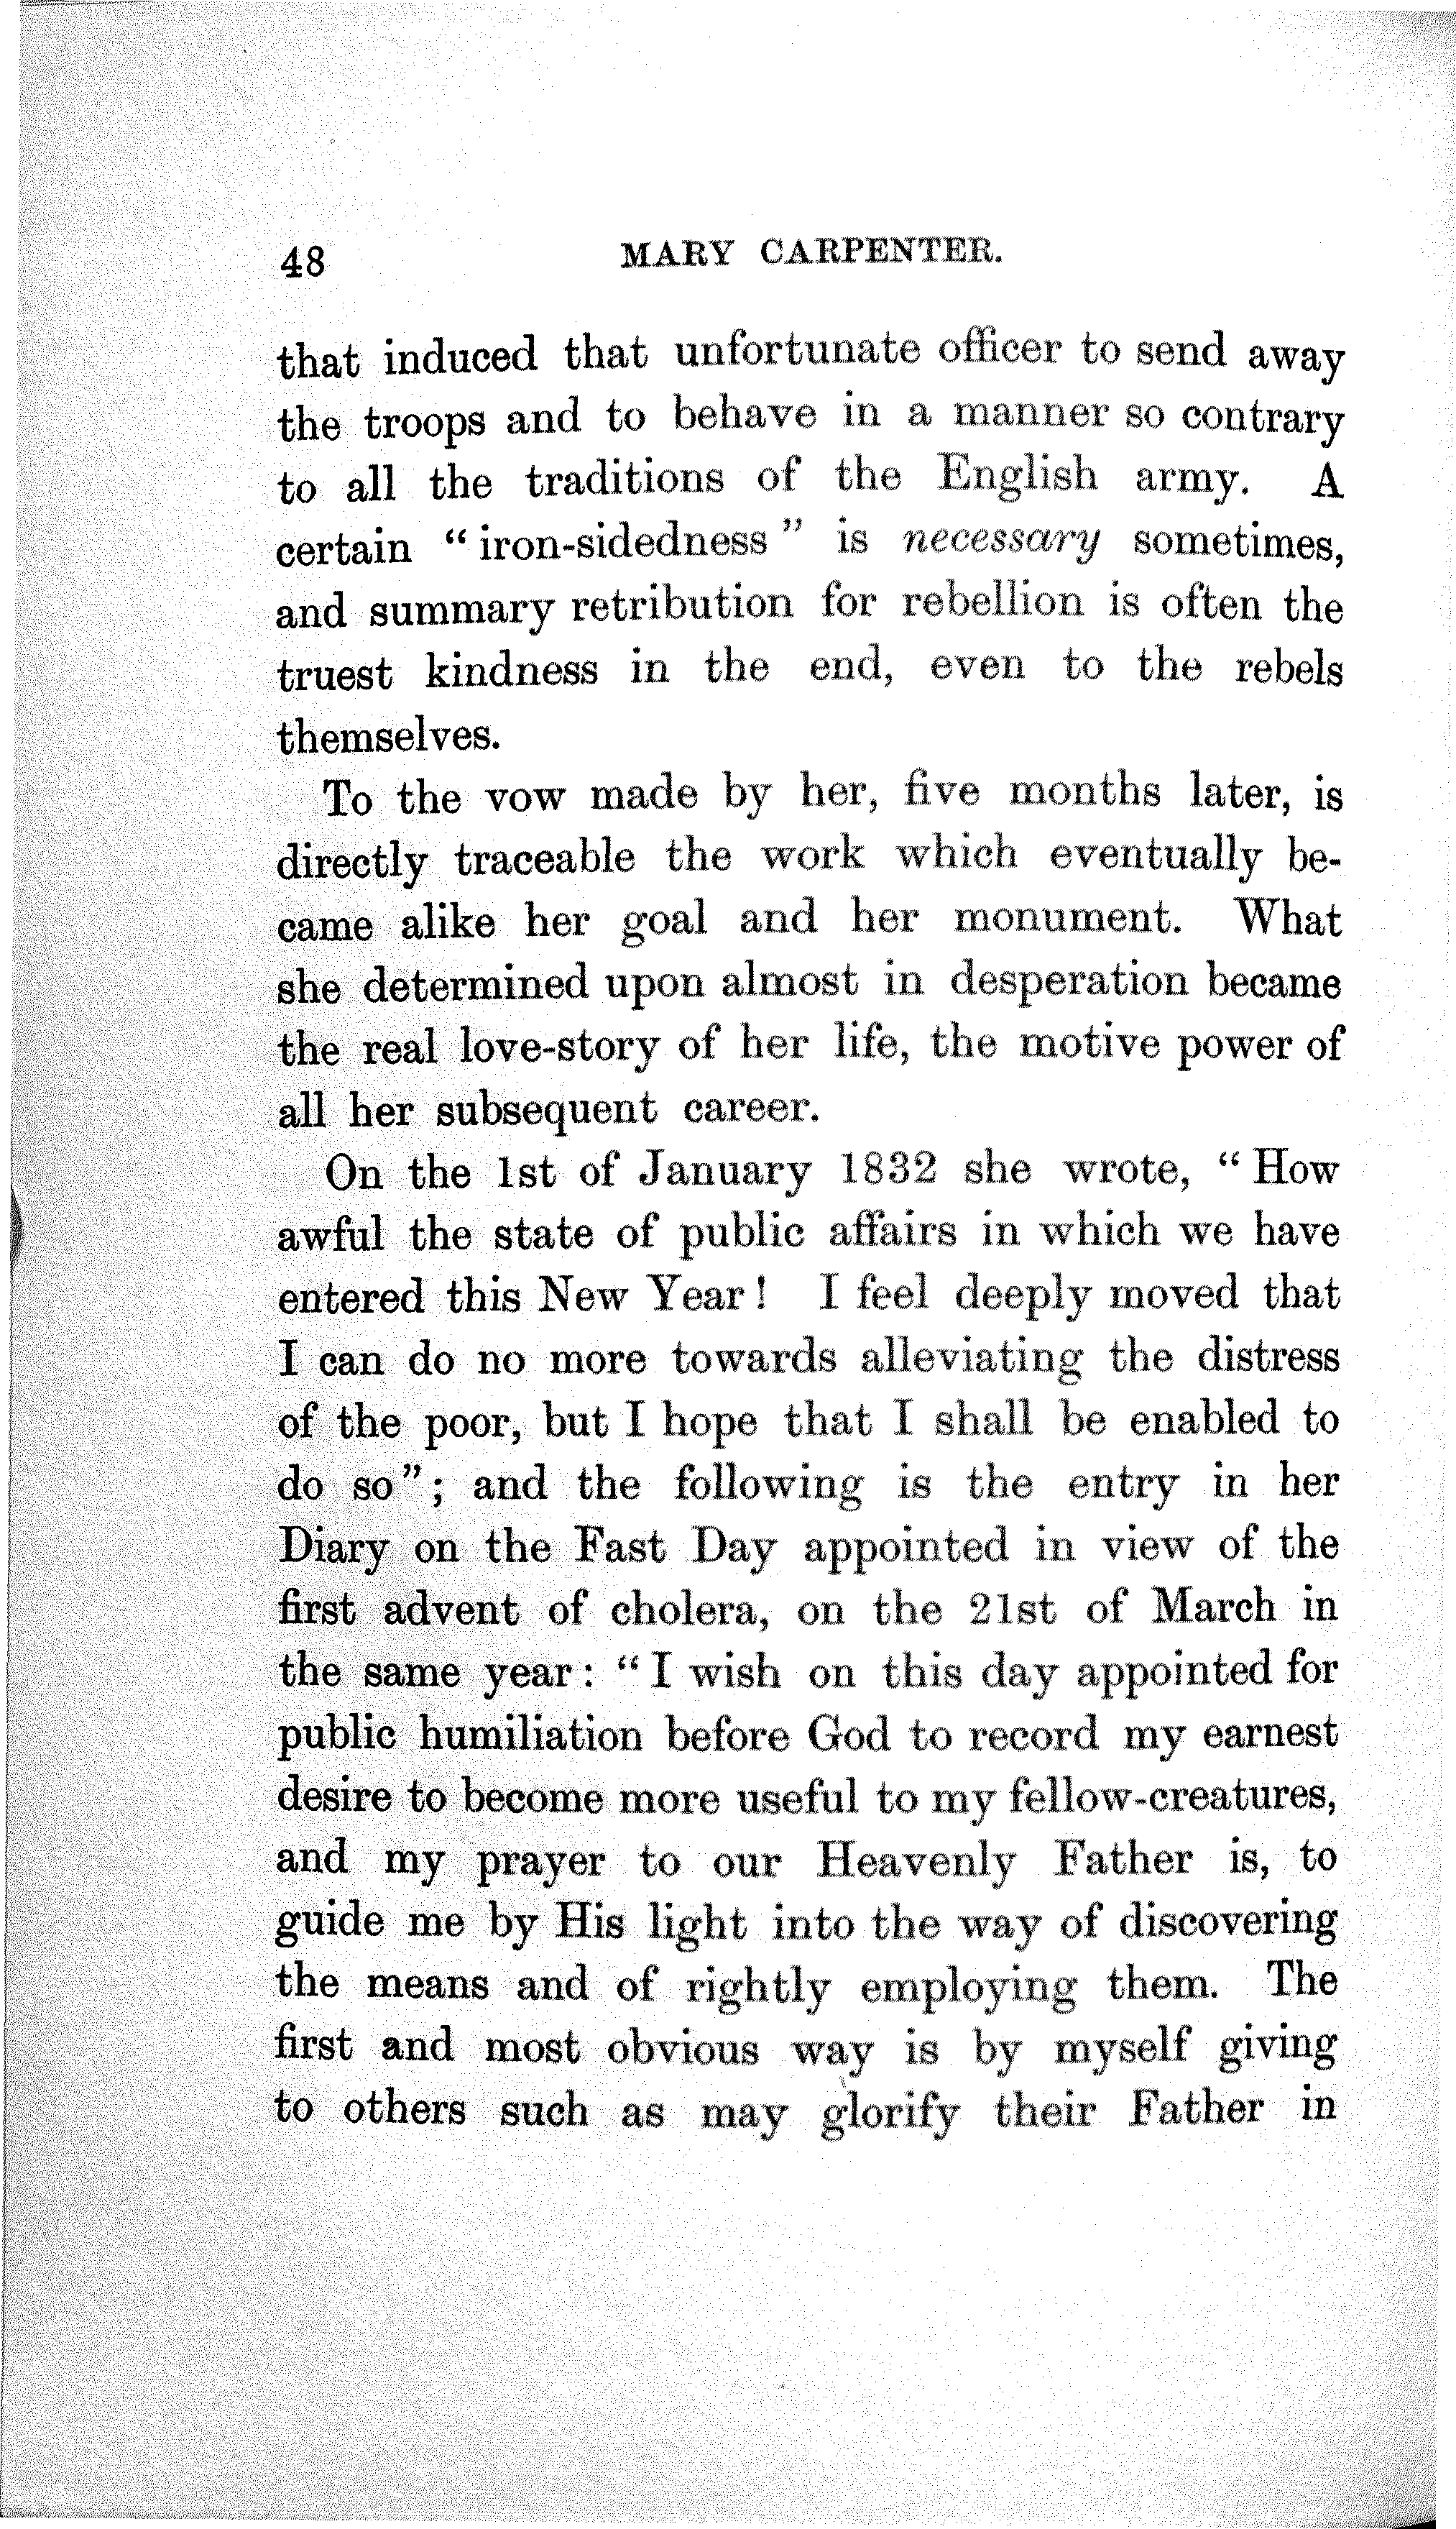 48 MARY CARPENTER.
that induced that unfortunate officer to send away
the troops and to behave in a manner so contrary
to all the traditions of the English army. A
certain “iron-sidedness” is necessary sometimes,
and summary retribution for rebellion is often the
truest kindness in the end, even to the rebels
themselves.
To the vow made by her, five months later, is
directly traceable the work which eventually be-
came alike her goal and her monument. What
she determined upon almost in desperation became
the real love-story of her life, the motive power of
all her subsequent career.
On the 1st of January 1832 she wrote, “How
awful the state of public affairs in which we have
entered this New Year! I feel deeply moved that
I can do no more towards alleviating the distress
of the poor, but I hope that I shall be enabled to
do so”; and the following is the entry in her
Diary on the Fast Day appointed in view of the
first advent of cholera, on the 21st of March in
the same year: “I wish on this day appointed for
public humiliation before God to record my earnest
desire to become more useful to my fellow-creatures,
and my prayer to our Heavenly Father is, to
guide me by His light into the way of discovering
the means and of rightly employing them. The
first and most obvious way is by myself giving
to others such as may glorify their Father in